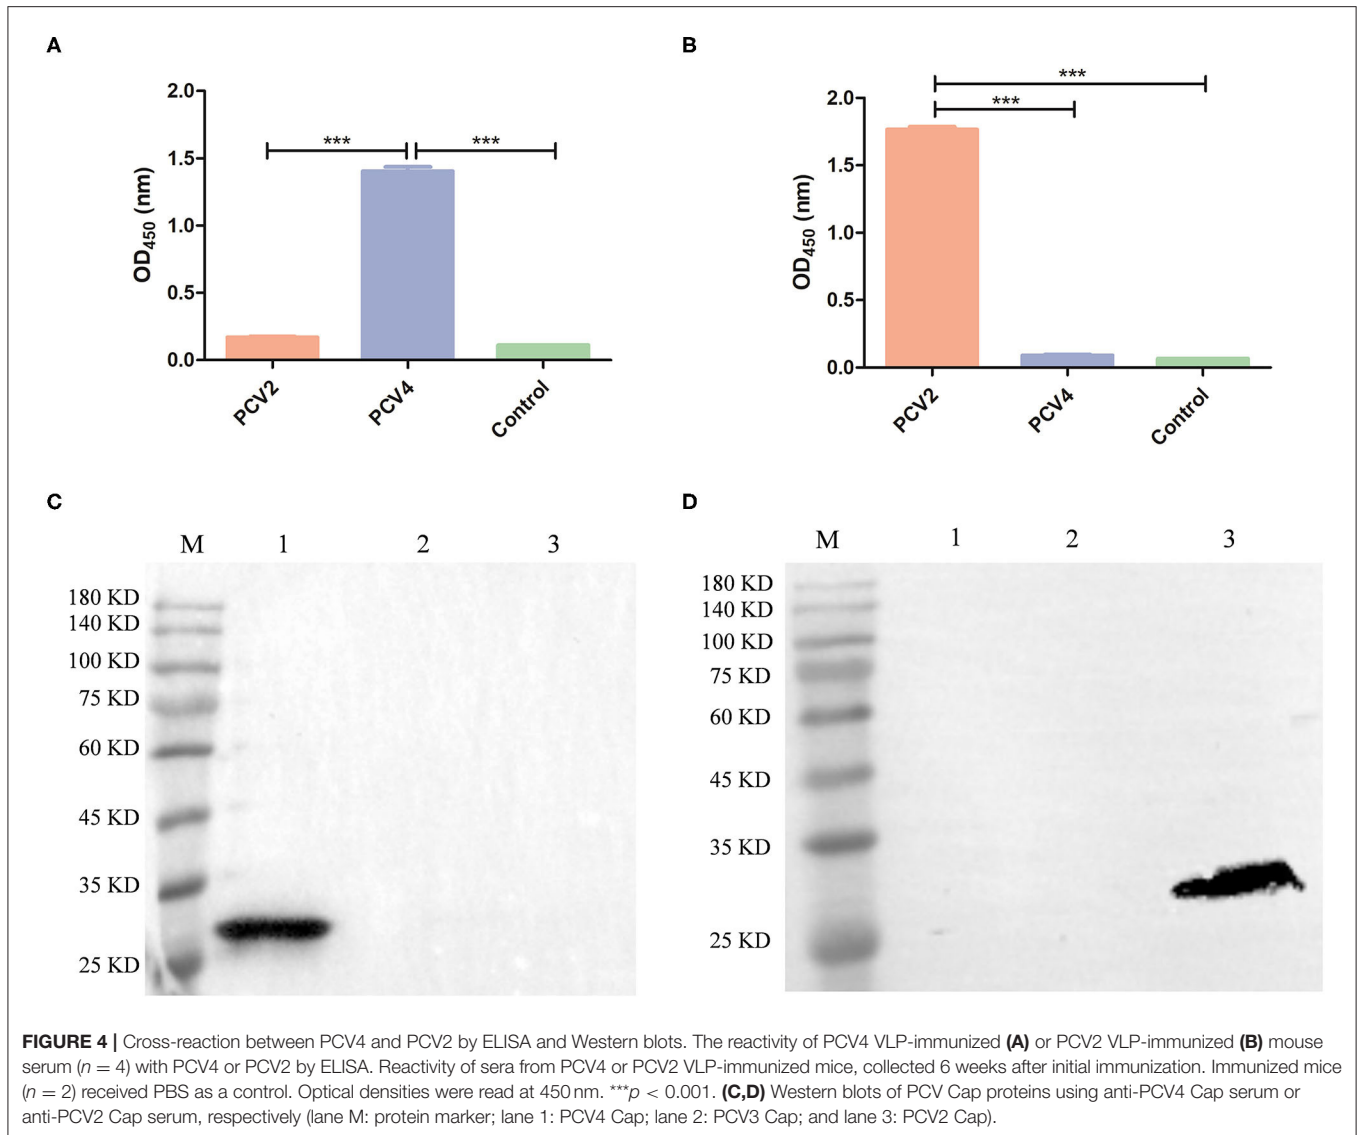 A
2.0
1.5
1.0
0.5
0.0
OD450 (nm)
***
***
PCV2
PCV4
Control
B
2.0
1.5
1.0
0.5
0.0
OD450 (nm)
***
***
PCV2
PCV4
Control
C
M 1 2 3
180 KD
140 KD
100 KD
75 KD
60 KD
45 KD
35 KD
25 KD
D
M 1 2 3
180 KD
140 KD
100 KD
75 KD
60 KD
45 KD
35 KD
25 KD
FIGURE 4 | Cross-reaction between PCV4 and PCV2 by ELISA and Western blots. The reactivity of PCV4 VLP-immunized (A) or PCV2 VLP-immunized (B) mouse
serum (n = 4) with PCV4 or PCV2 by ELISA. Reactivity of sera from PCV4 or PCV2 VLP-immunized mice, collected 6 weeks after initial immunization. Immunized mice
(n = 2) received PBS as a control. Optical densities were read at 450 nm. ***p < 0.001. (C,D) Western blots of PCV Cap proteins using anti-PCV4 Cap serum or
anti-PCV2 Cap serum, respectively (lane M: protein marker; lane 1: PCV4 Cap; lane 2: PCV3 Cap; and lane 3: PCV2 Cap).